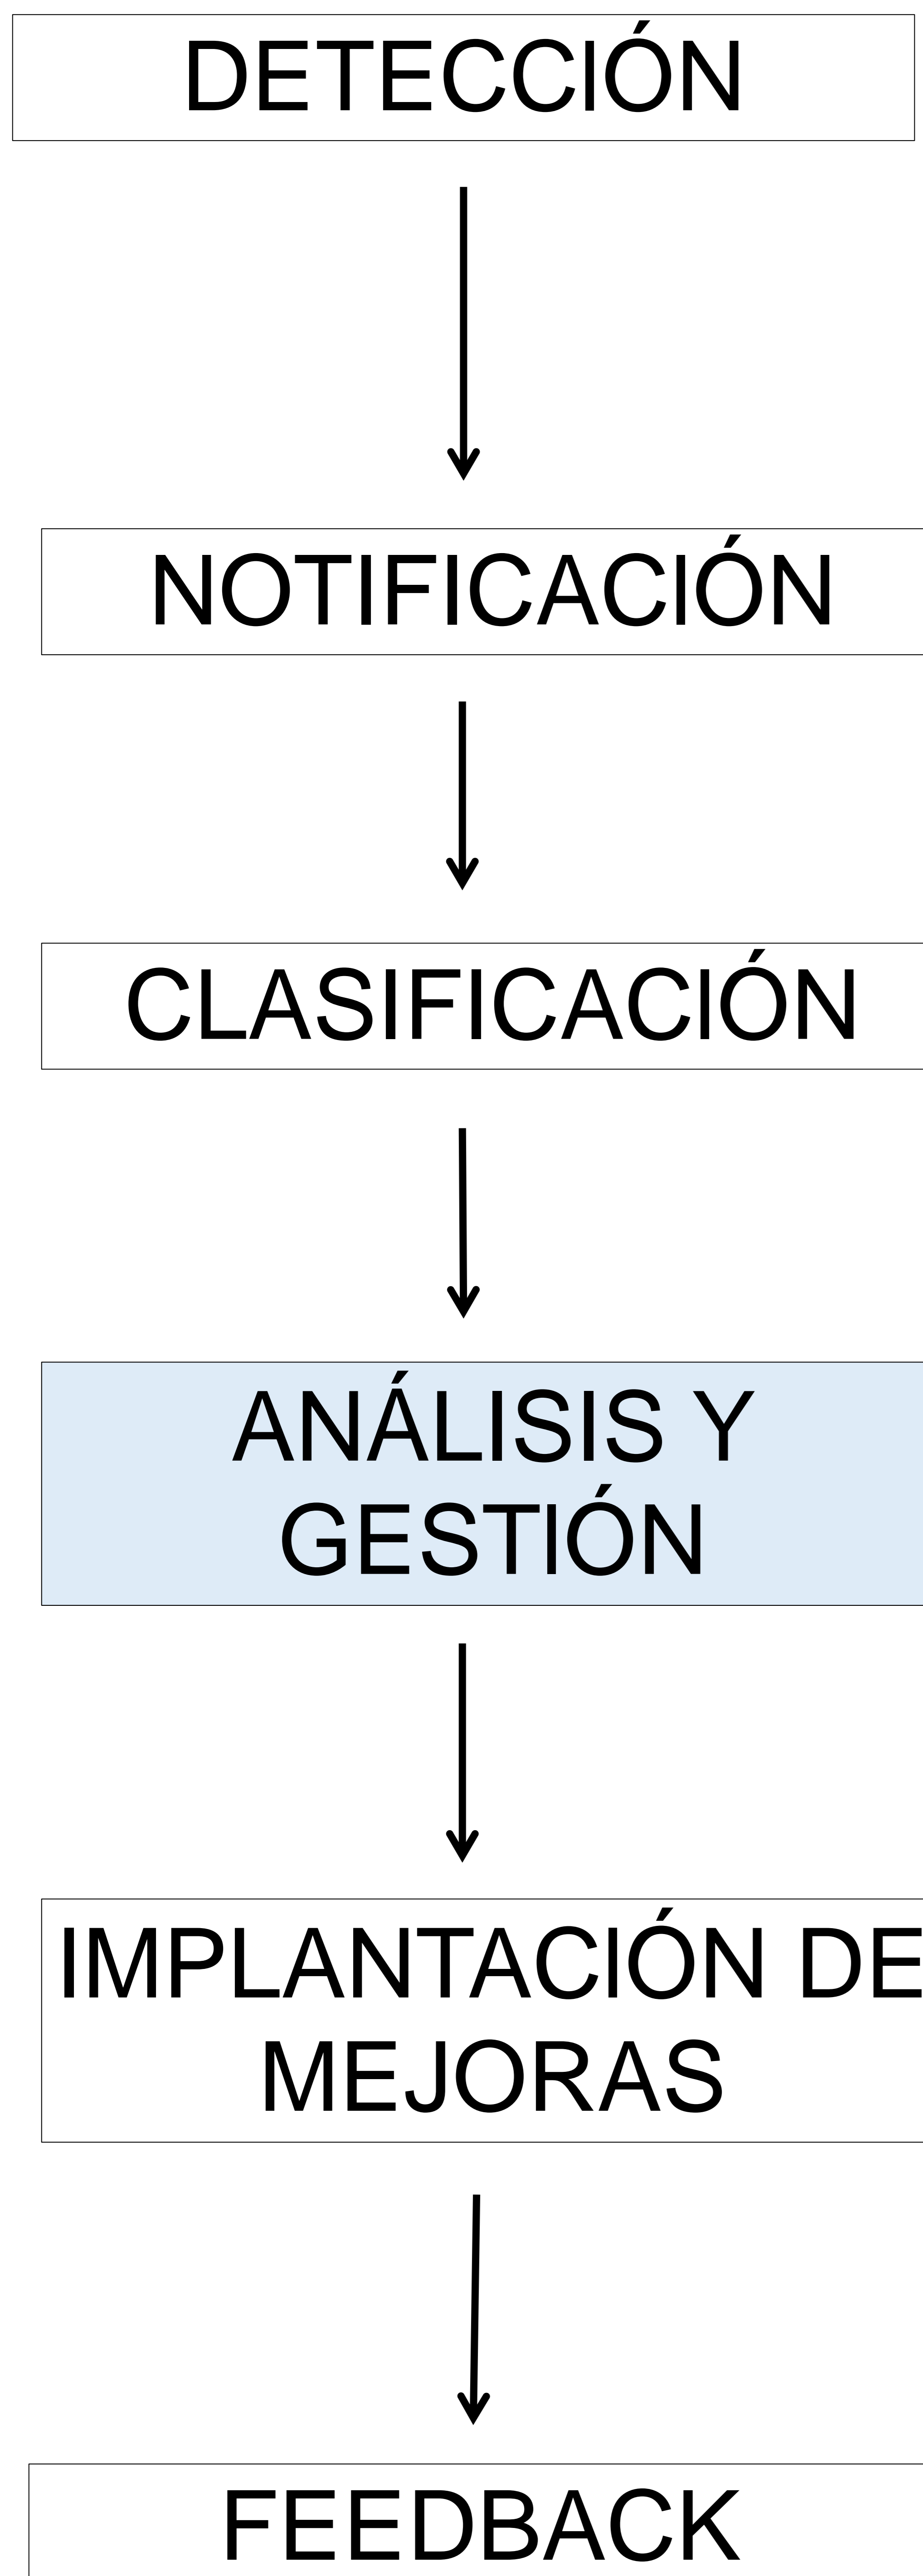 DETECCIÓN
NOTIFICACIÓN
CLASIFICACIÓN
ANÁLISIS Y
GESTIÓN
IMPLANTACIÓN DE
MEJORAS
FEEDBACK